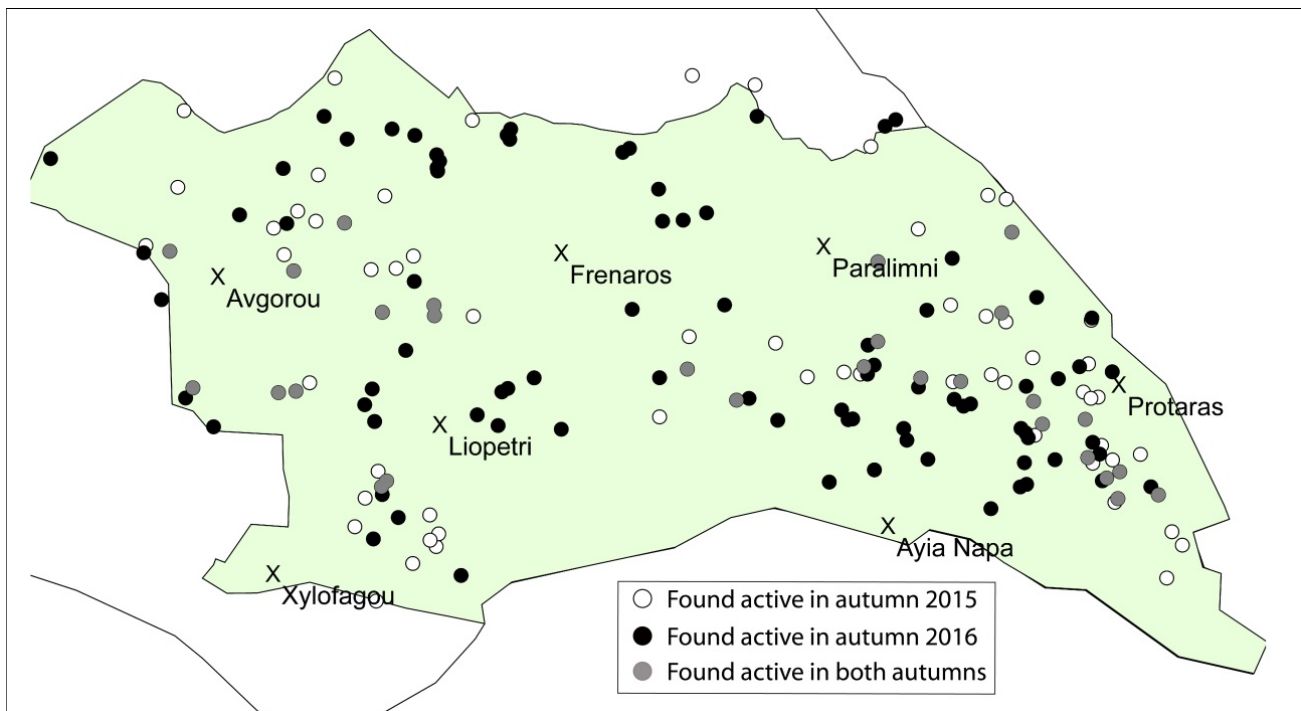 X
Paralimni
X
Frenaros
X
Avgorou
X
Protaras
X
Liopetri
X
Ayia Napa
X
Xylofagou
Found active in autumn 2015
Found active in autumn 2016
Found active in both autumns